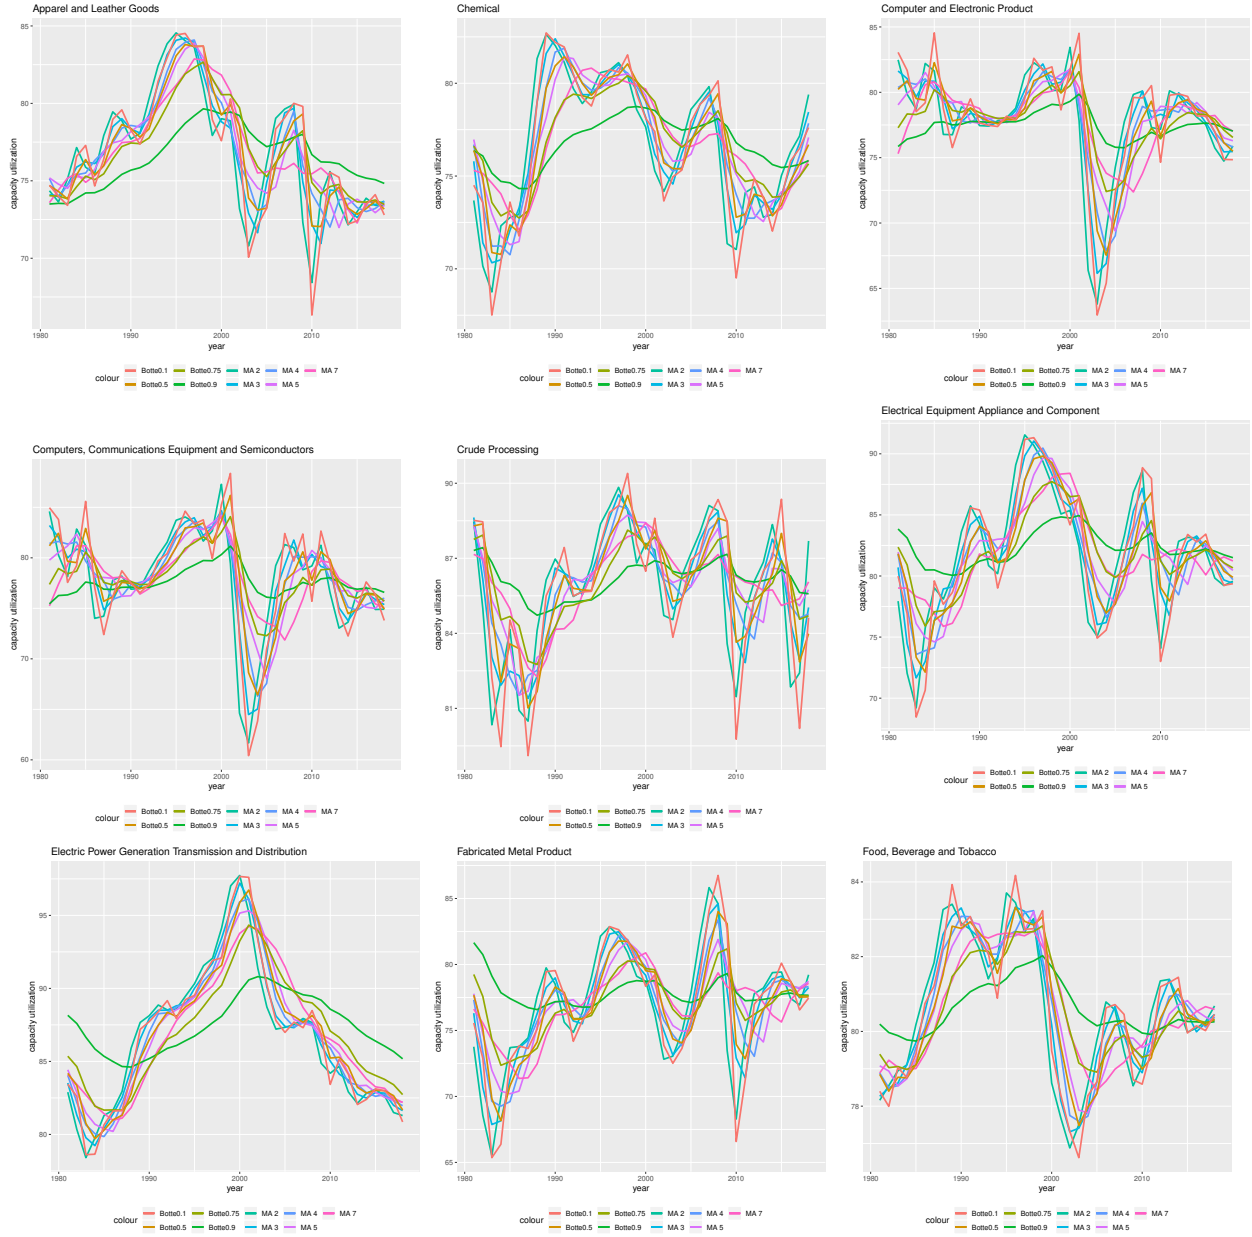 Apparel and Leather Goods
85
80
75
70
capacity utilization
1980
1990
2000
2010
year
colour
Botte0.1 Botte0.75 MA 2 MA 4 MA 7
Botte0.5 Botte0.9 MA 3 MA 5
Chemical
80
75
70
capacity utilization
1980
1990
2000
2010
year
colour
Botte0.1 Botte0.75 MA 2 MA 4 MA 7
Botte0.5 Botte0.9 MA 3 MA 5
Computer and Electronic Product
85
80
75
70
65
capacity utilization
1980
1990
2000
2010
year
colour
Botte0.1 Botte0.75 MA 2 MA 4 MA 7
Botte0.5 Botte0.9 MA 3 MA 5
Computers, Communications Equipment and Semiconductors
80
70
60
capacity utilization
1980
1990
2000
2010
year
colour
Botte0.1 Botte0.75 MA 2 MA 4 MA 7
Botte0.5 Botte0.9 MA 3 MA 5
Crude Processing
90
87
84
81
capacity utilization
1980
1990
2000
2010
year
colour
Botte0.1 Botte0.75 MA 2 MA 4 MA 7
Botte0.5 Botte0.9 MA 3 MA 5
Electrical Equipment Appliance and Component
90
85
80
75
70
capacity utilization
1980
1990
2000
2010
year
colour
Botte0.1 Botte0.75 MA 2 MA 4 MA 7
Botte0.5 Botte0.9 MA 3 MA 5
Electric Power Generation Transmission and Distribution
95
90
85
80
capacity utilization
1980
1990
2000
2010
year
colour
Botte0.1 Botte0.75 MA 2 MA 4 MA 7
Botte0.5 Botte0.9 MA 3 MA 5
Fabricated Metal Product
85
80
75
70
65
capacity utilization
1980
1990
2000
2010
year
colour
Botte0.1 Botte0.75 MA 2 MA 4 MA 7
Botte0.5 Botte0.9 MA 3 MA 5
Food, Beverage and Tobacco
84
82
80
78
capacity utilization
1980
1990
2000
2010
year
colour
Botte0.1 Botte0.75 MA 2 MA 4 MA 7
Botte0.5 Botte0.9 MA 3 MA 5